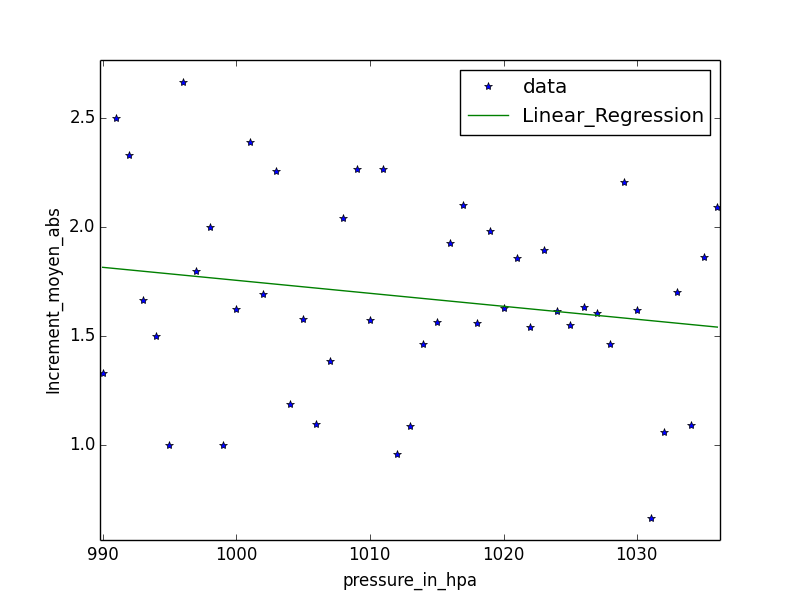 data
Linear_Regression
2.5
2.0
1.5
1.0
Increment_moyen_abs
990 1000 1010 1020 1030
pressure_in_hpa